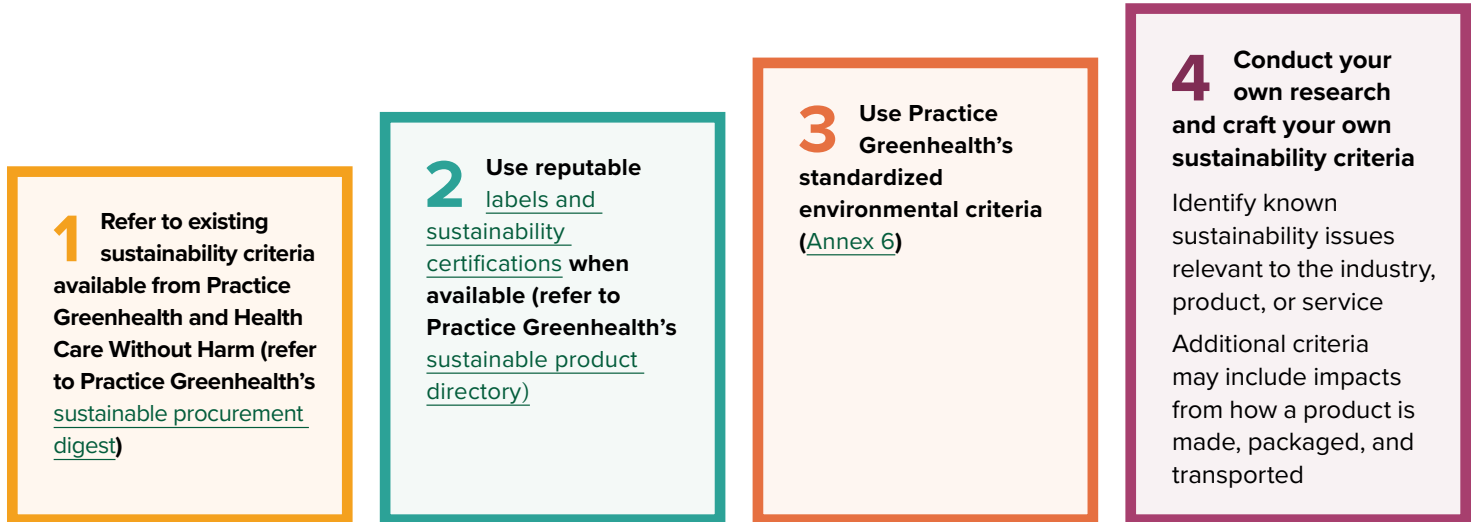 1 Refer to existing
sustainability criteria
available from Practice
Greenhealth and Health
Care Without Harm (refer
to Practice Greenhealth’s
sustainable procurement
digest)
2 Use reputable
labels and
sustainability
certifications when
available (refer to
Practice Greenhealth’s
sustainable product
directory)
3 Use Practice
Greenhealth’s
standardized
environmental criteria
(Annex 6)
4 Conduct your
own research
and craft your own
sustainability criteria
Identify known
sustainability issues
relevant to the industry,
product, or service
Additional criteria
may include impacts
from how a product is
made, packaged, and
transported